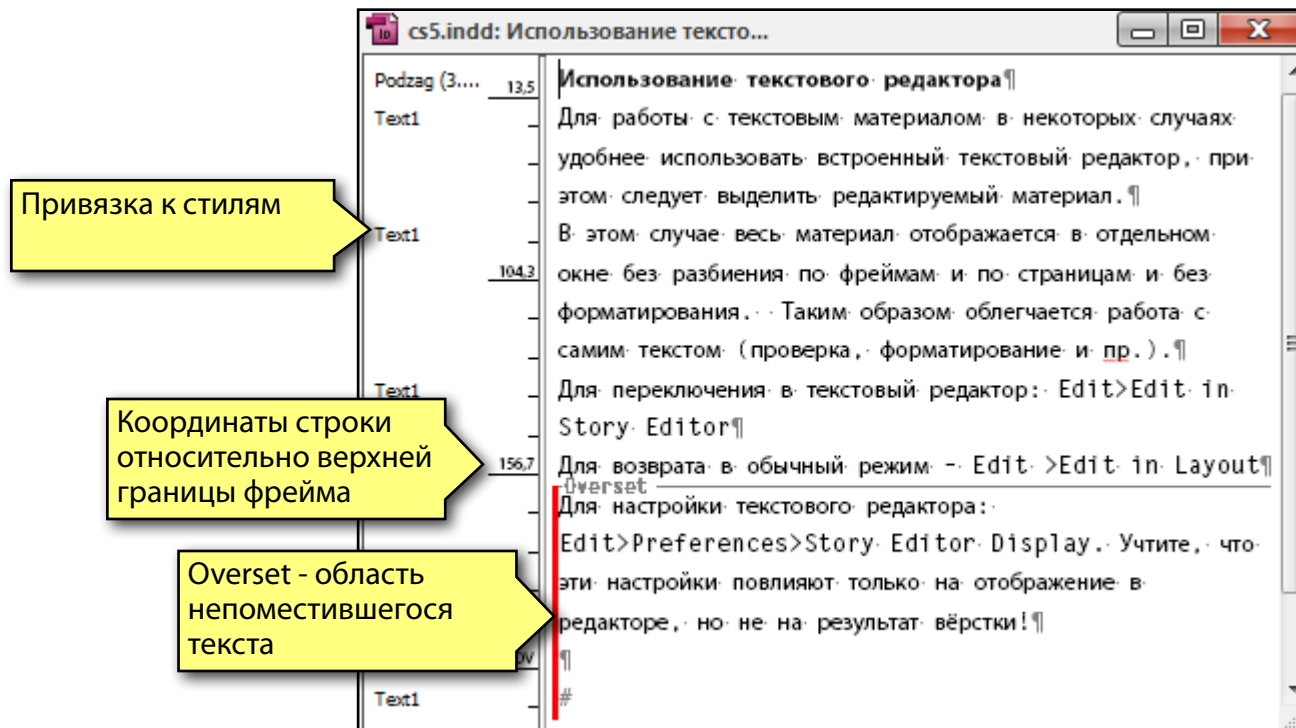 cs5.indd: Использование тексто...
Podzag (3.... 13,5 Использование текстового редактора¶
Text1 Для работы с текстовым материалом в некоторых случаях
удобнее использовать встроенный текстовый редактор, при
этом следует выделить редактируемый материал.¶
Привязка к стилям
Text1 В этом случае весь материал отображается в отдельном
104,3 окне без разбиения по фреймам и по страницам и без
форматирования. Таким образом облегчается работа с
самим текстом (проверка, форматирование и пр.).¶
Text1 Для переключения в текстовый редактор: Edit>Edit in
Story Editor¶
Координаты строки
относительно верхней
границы фрейма
156,7 Для возврата в обычный режим - Edit >Edit in Layout¶
Overset
Для настройки текстового редактора:
Edit>Preferences>Story Editor Display. Учтите, что
эти настройки повлияют только на отображение в
редакторе, но не на результат вёрстки!¶
Overset - область
непоместившегося
текста
¶
Text1 #